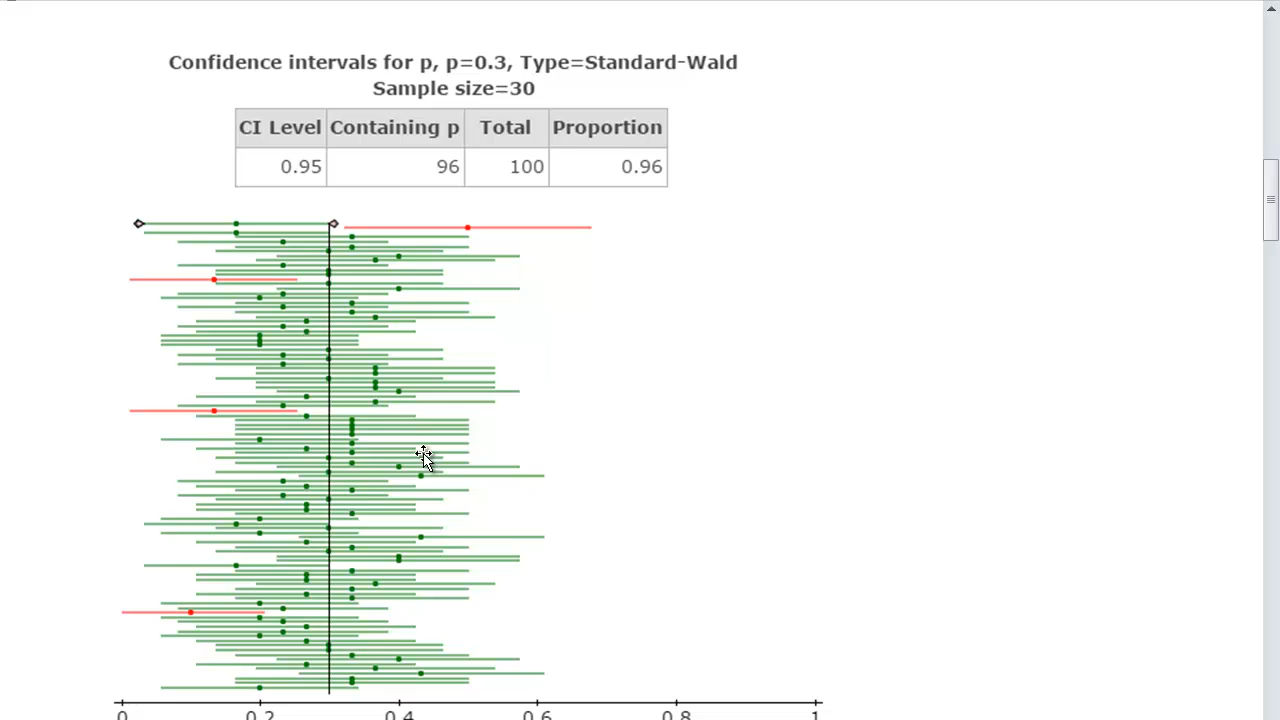 Confidence intervals for p, p=0.3, Type=Standard-Wald
Sample size=30
CI Level Containing p Total Proportion
0.95 96 100 0.96
0 0.2 0.4 0.6 0.8 1